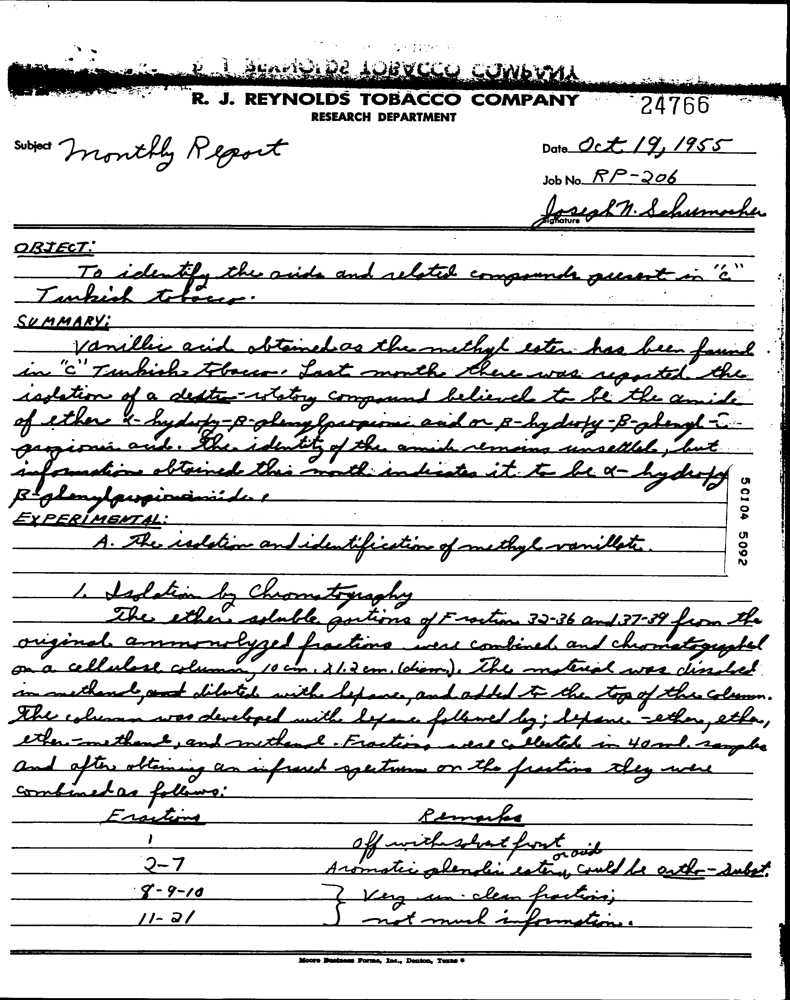 R. J. REYNOLDS TOBACCO COMPANY
R. J. REYNOLDS TOBACCO COMPANY
RESEARCH DEPARTMENT
24766
Subject Monthly Report
Date Oct 19, 1955
Job No. RP-206
Joseph N. Schumacher
Signature
OBJECT:
To identify the acids and related compounds present in "C"
Turkish tobacco.
SUMMARY:
Vanillic acid obtained as the methyl ester has been found
in "C" Turkish tobacco. Last month there was reported the
isolation of a dextro-rotatory compound believed to be the amide
of either α-hydroxy-β-phenylpropionic acid or β-hydroxy-β-phenyl-
propionic acid. The identity of the amide remains unsettled, but
information obtained this month indicates it to be α-hydroxy
β-phenylpropionamide.
EXPERIMENTAL:
A. The isolation and identification of methyl vanillate.
50104 5092
1. Isolation by Chromatography
The ether soluble portions of Fraction 32-36 and 37-39 from the
original ammonolyzed fractions were combined and chromatographed
on a cellulose column, 10 cm. x 1.2 cm. (diam). The material was dissolved
in methanol, and diluted with hexane, and added to the top of the column.
The column was developed with hexane followed by; hexane-ether, ether,
ether-methanol, and methanol. Fractions were collected in 40 ml. samples
and after obtaining an infrared spectrum on the fractions they were
combined as follows:
Fractions Remarks
1 off with solvent front
2-7 Aromatic phenolic ester, or acid could be ortho-subst.
8-9-10 } Very un-clean fractions;
11-21 } not much information.
Moore Business Forms, Inc., Denton, Texas